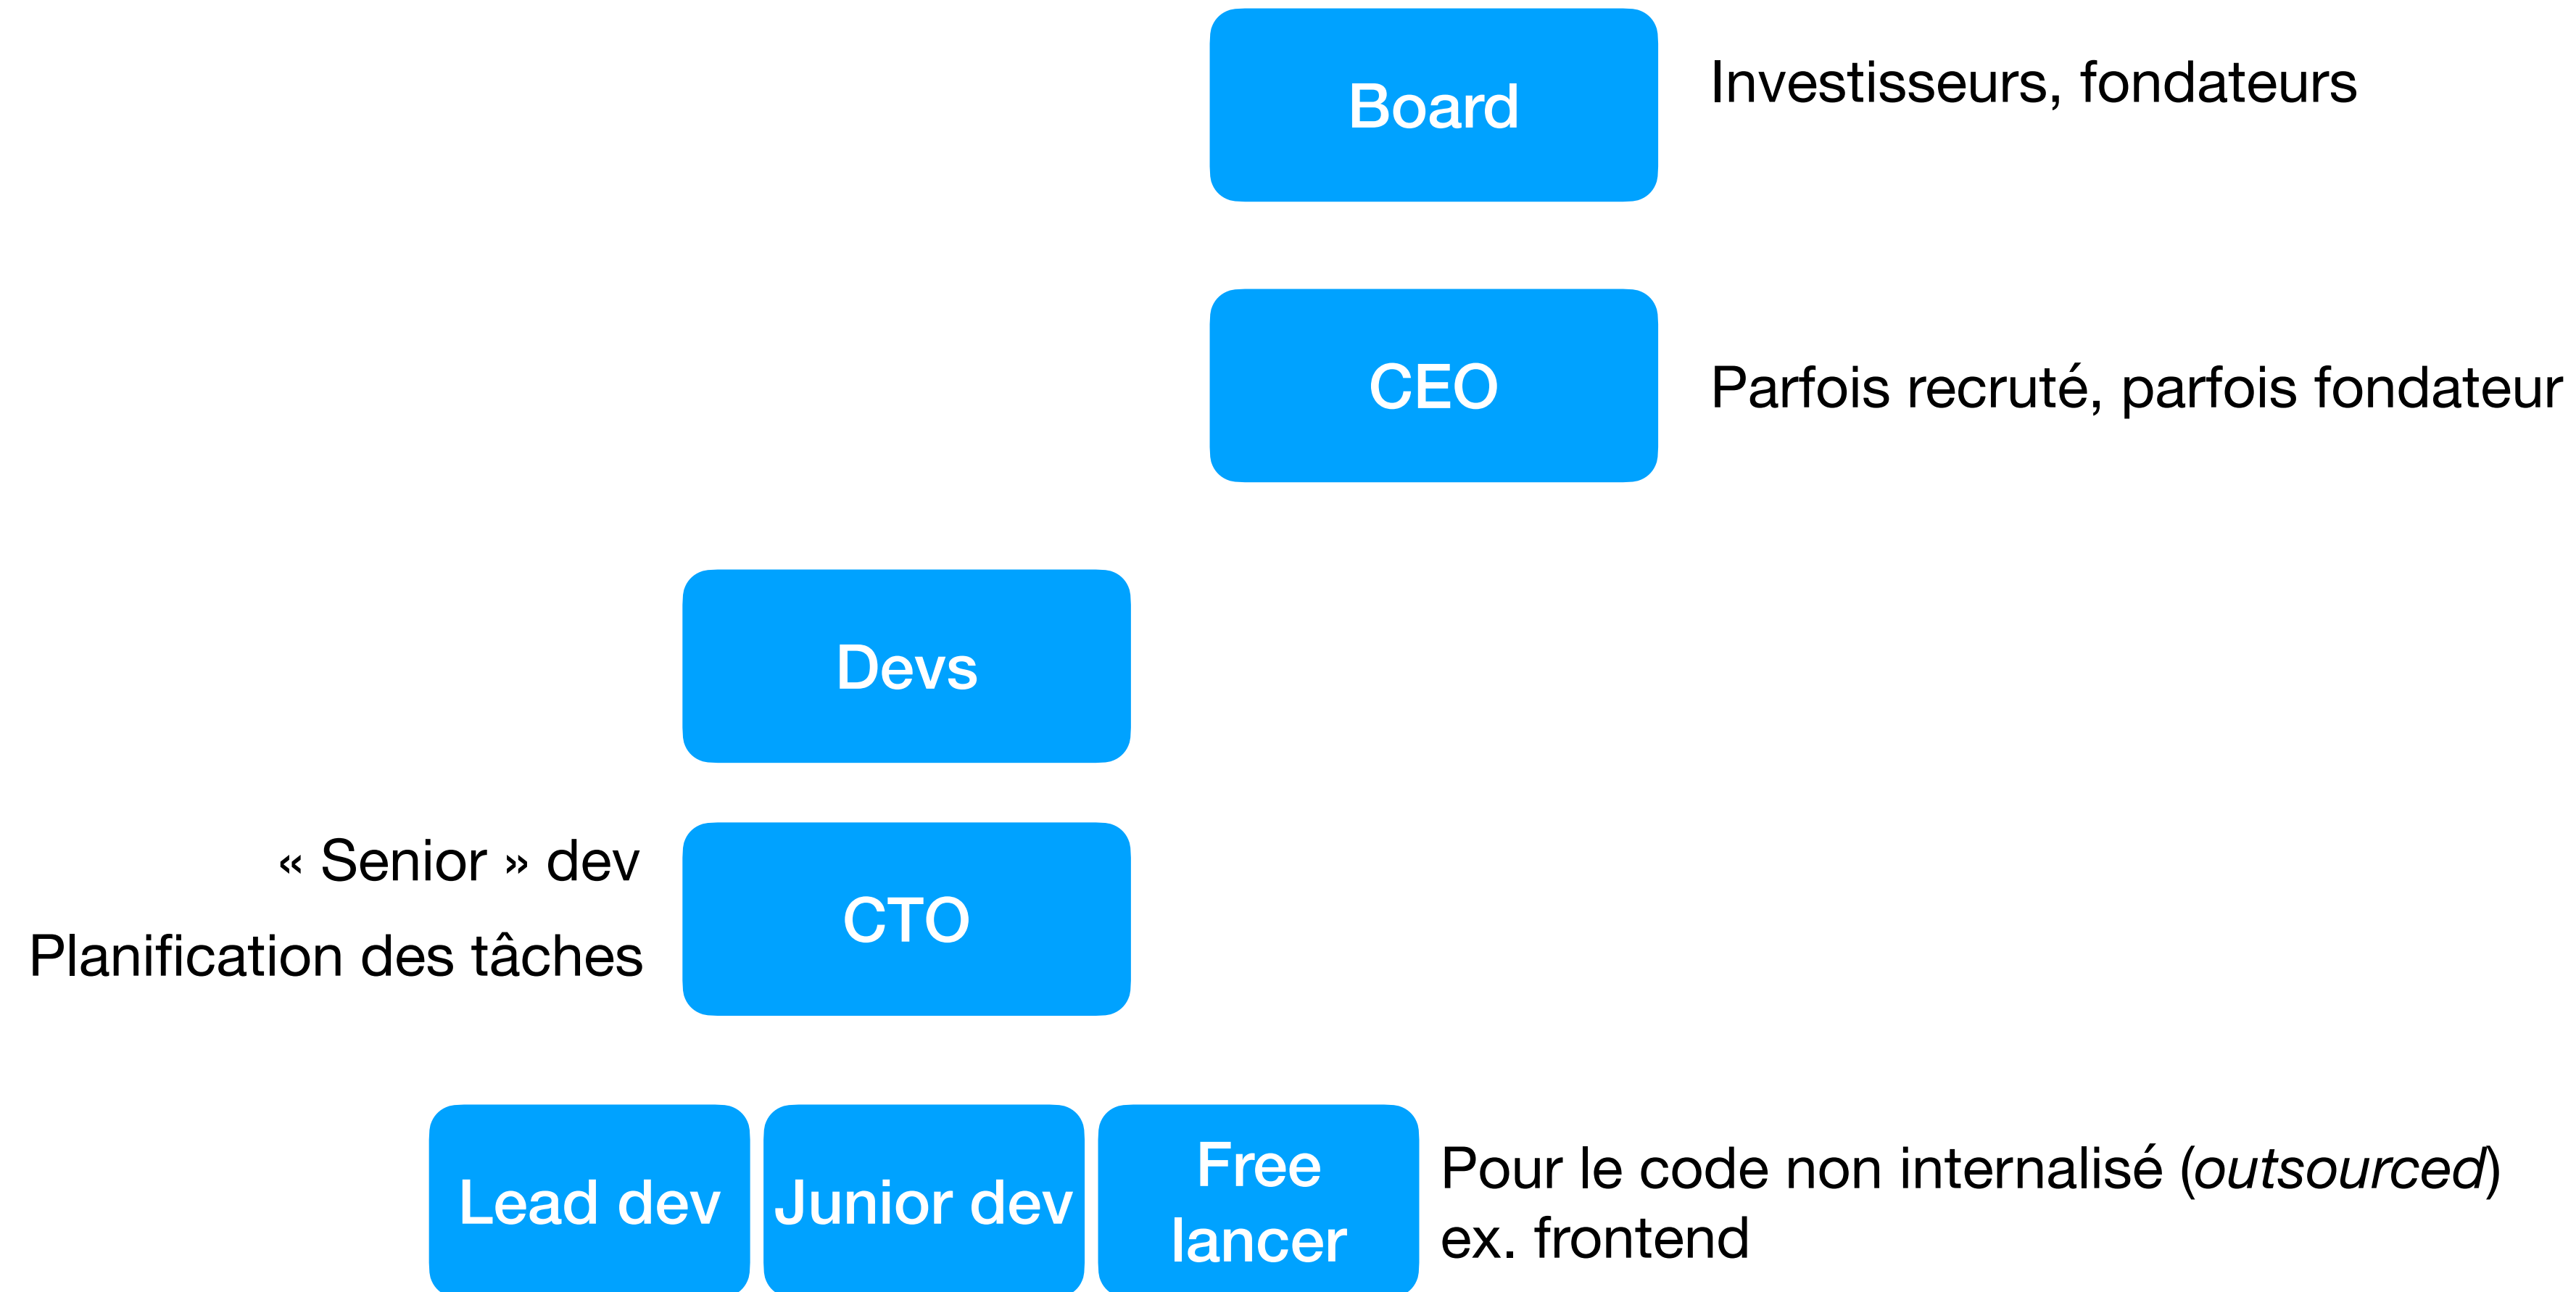 Board
Investisseurs, fondateurs
CEO
Parfois recruté, parfois fondateur
Devs
« Senior » dev
Planification des tâches
CTO
Lead dev
Junior dev
Free
lancer
Pour le code non internalisé (outsourced)
ex. frontend